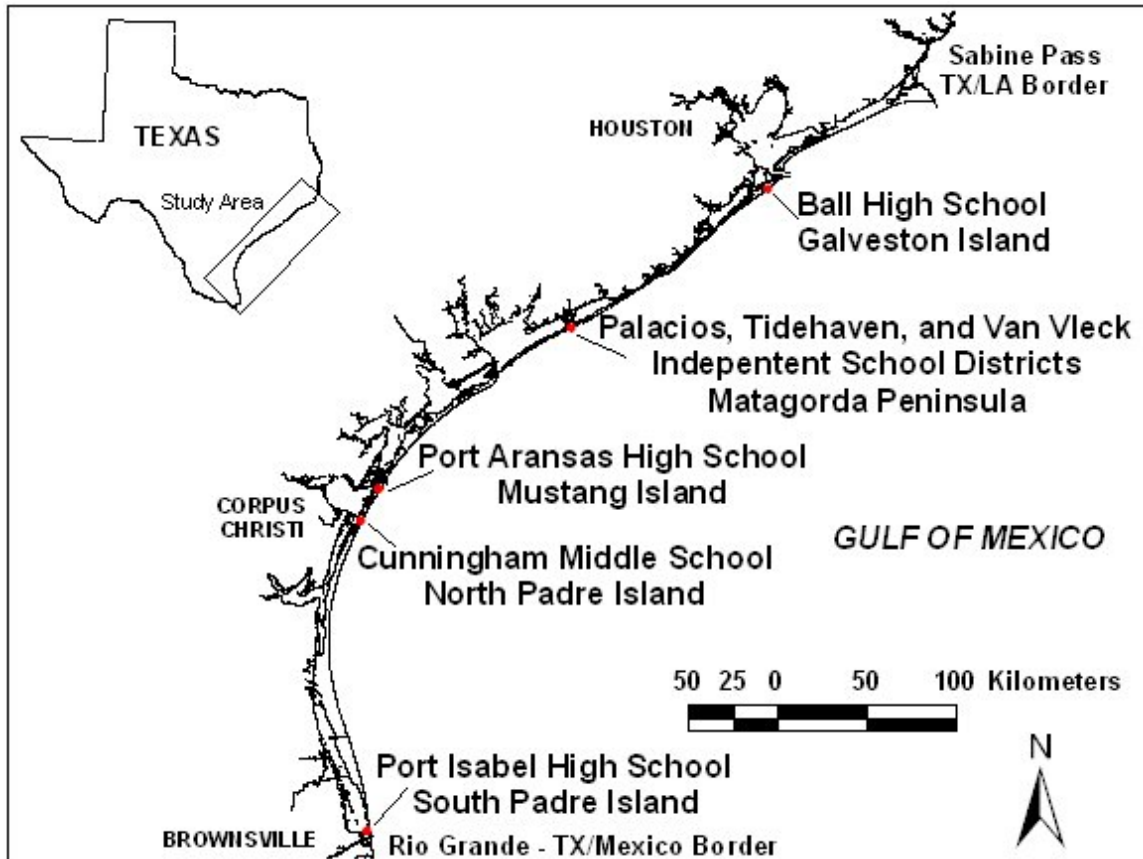 Sabine Pass
TX/LA Border
HOUSTON
TEXAS
Study Area
Ball High School
Galveston Island
Palacios, Tidehaven, and Van Vleck
Indepentent School Districts
Matagorda Peninsula
Port Aransas High School
Mustang Island
CORPUS
CHRISTI
GULF OF MEXICO
Cunningham Middle School
North Padre Island
50 25 0 50 100 Kilometers
N
Port Isabel High School
South Padre Island
BROWNSVILLE
Rio Grande - TX/Mexico Border